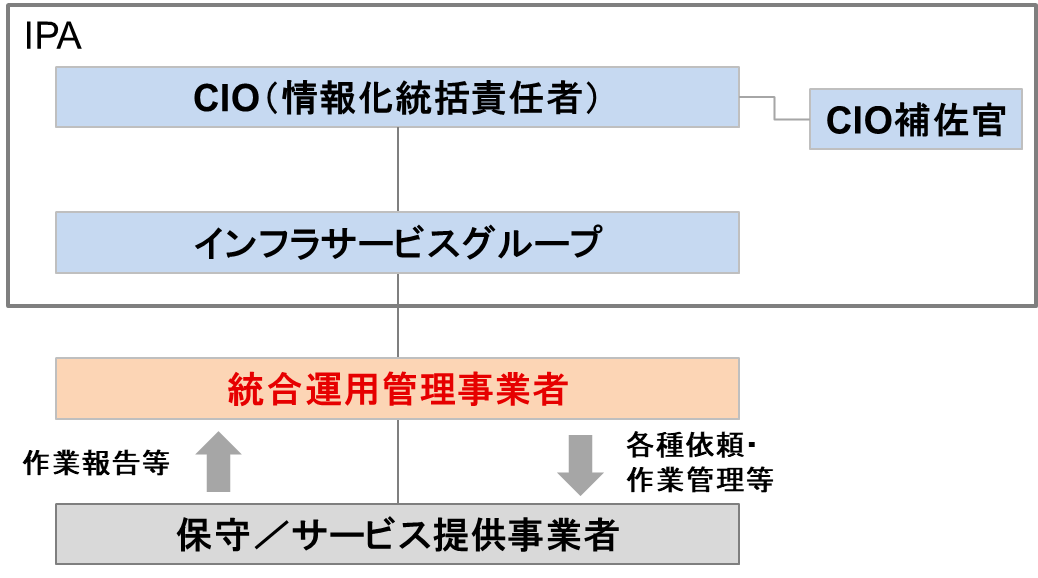 IPA
CIO（情報化統括責任者）
CIO補佐官
インフラサービスグループ
統合運用管理事業者
作業報告等
各種依頼・
作業管理等
保守／サービス提供事業者